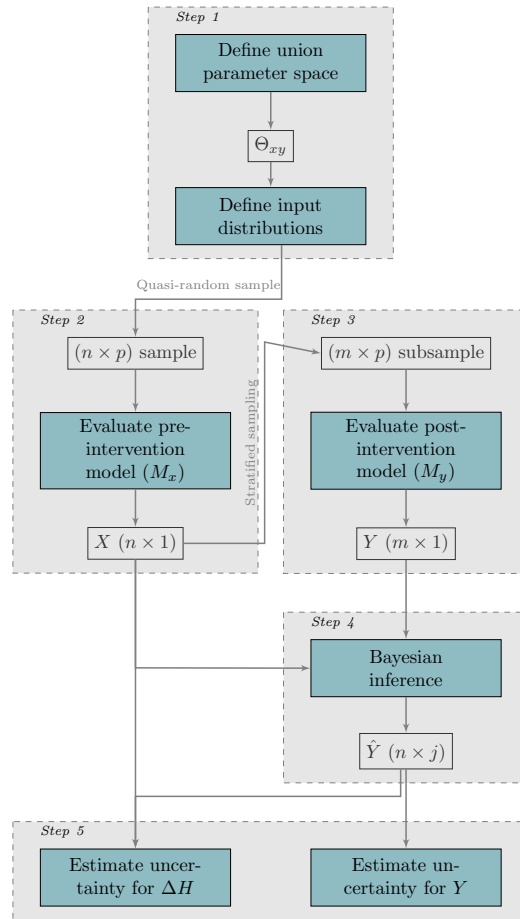 Step 1
Define union
parameter space
Θxy
Define input
distributions
Quasi-random sample
Step 2
(n × p) sample
Evaluate pre-
intervention
model (Mx)
X (n × 1)
Stratified sampling
Step 3
(m × p) subsample
Evaluate post-
intervention
model (My)
Y (m × 1)
Step 4
Bayesian
inference
Ŷ (n × j)
Step 5
Estimate uncer-
tainty for ΔH
Estimate un-
certainty for Y